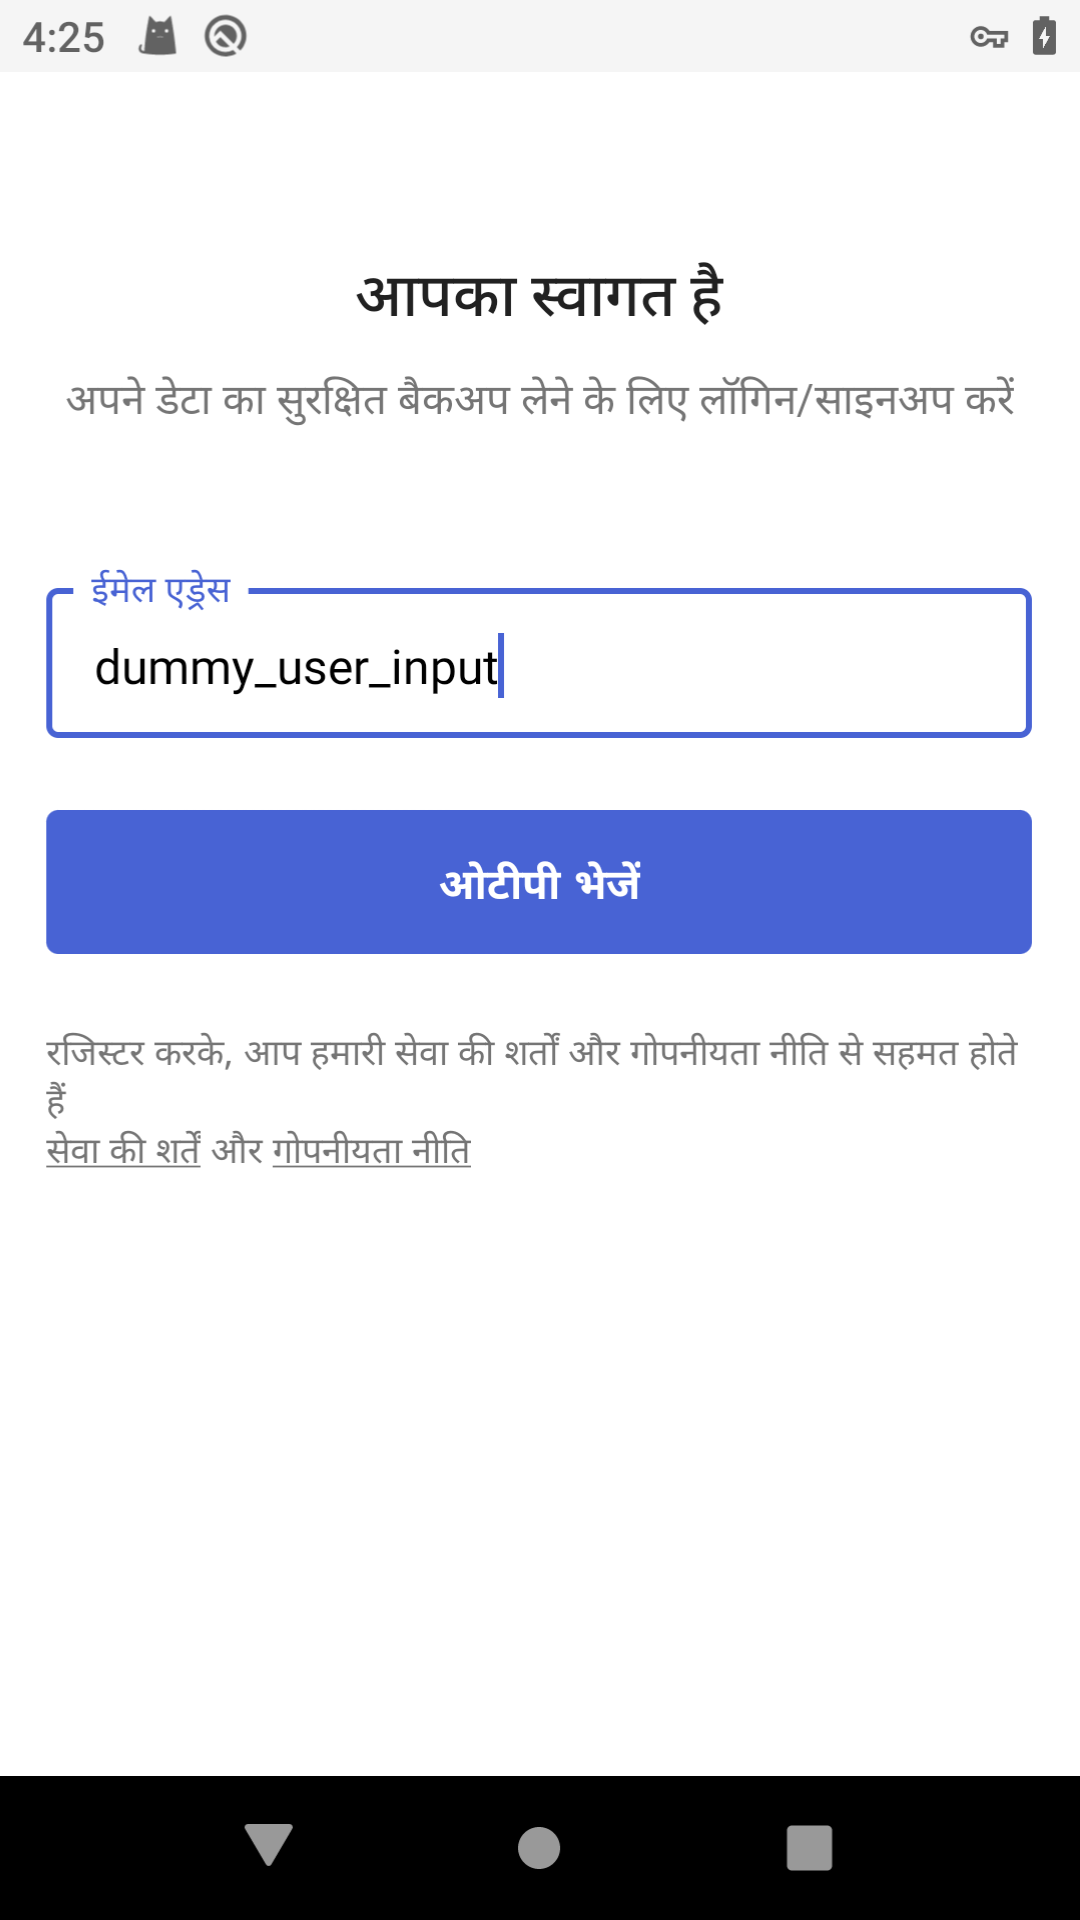 4:25
आपका स्वागत है
अपने डेटा का सुरक्षित बैकअप लेने के लिए लॉगिन/साइनअप करें
ईमेल एड्रेस
dummy_user_input
ओटीपी भेजें
रजिस्टर करके, आप हमारी सेवा की शर्तों और गोपनीयता नीति से सहमत होते
हैं
सेवा की शर्तें और गोपनीयता नीति